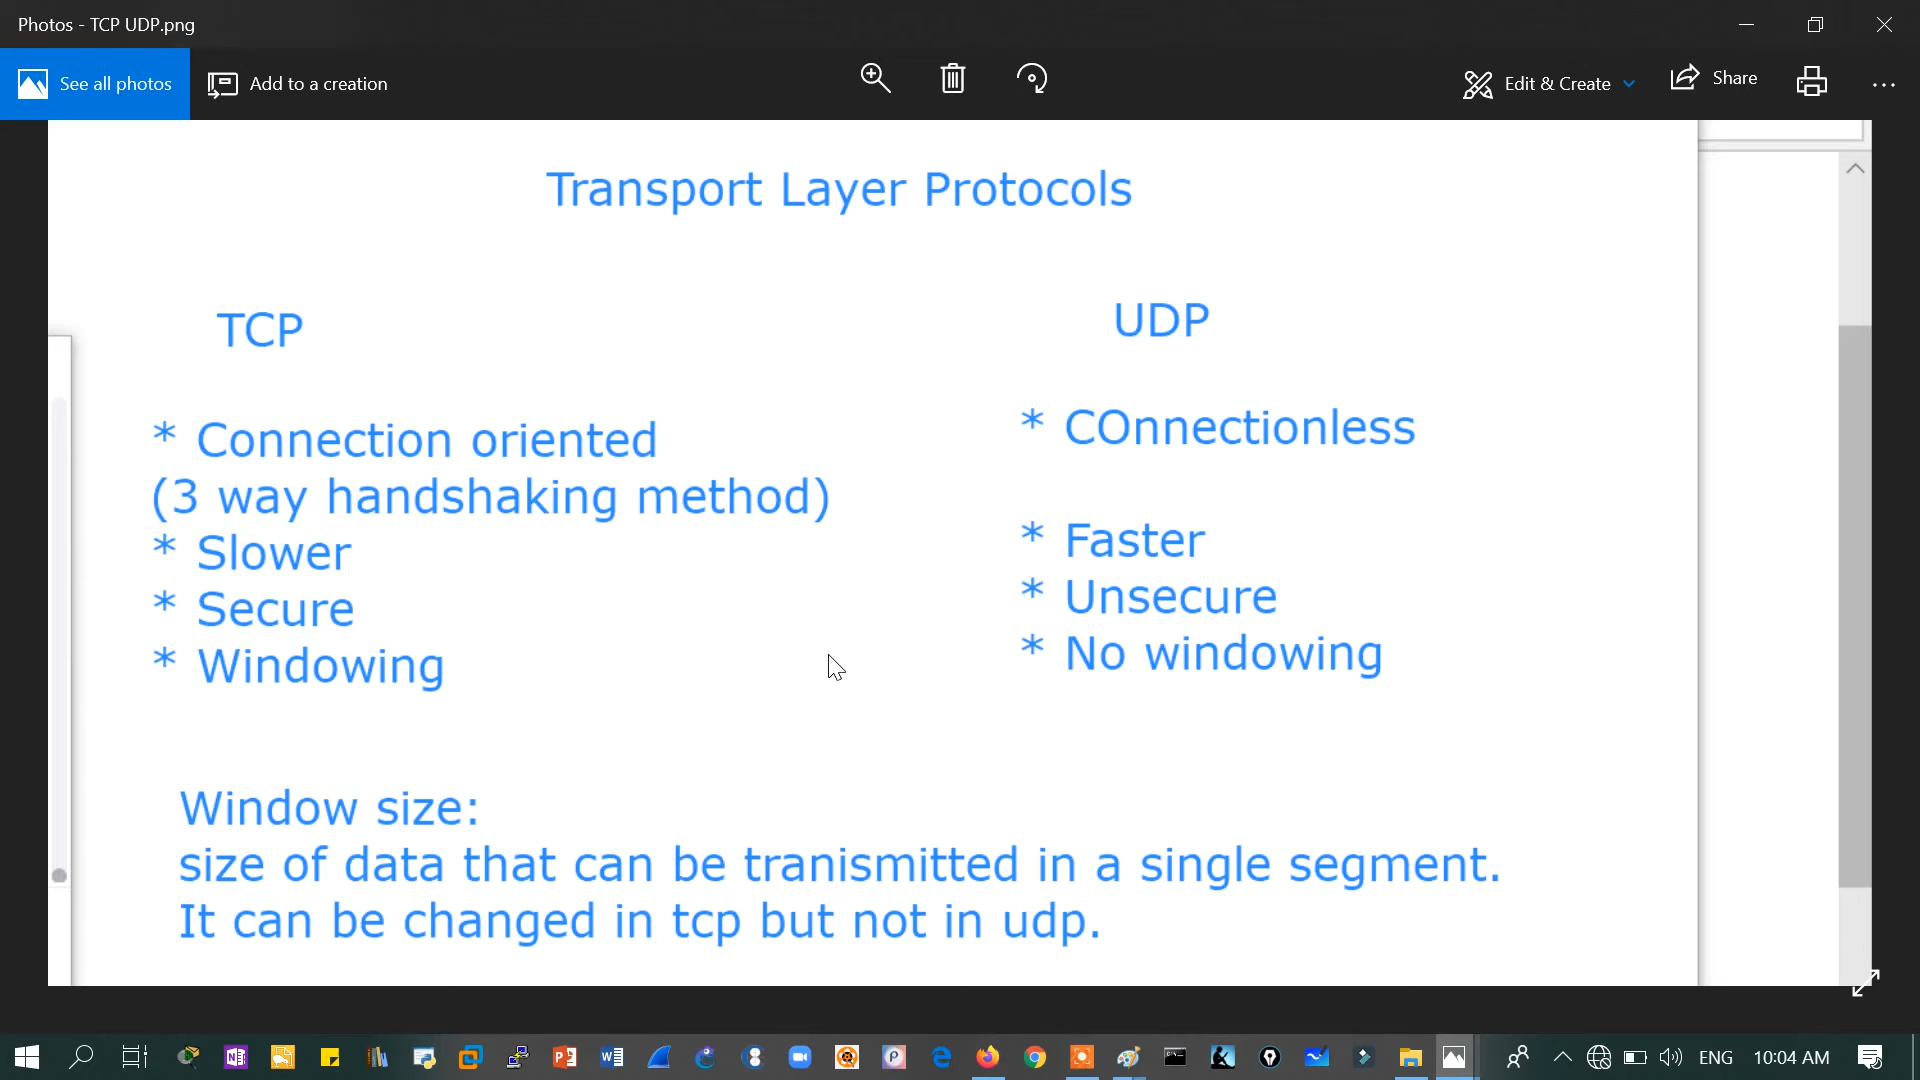 Photos - TCP UDP.png
See all photos
Add to a creation
Edit & Create
Share
Transport Layer Protocols
TCP
* Connection oriented
(3 way handshaking method)
* Slower
* Secure
* Windowing
UDP
* COnnectionless
* Faster
* Unsecure
* No windowing
Window size:
size of data that can be tranismitted in a single segment.
It can be changed in tcp but not in udp.
ENG
10:04 AM